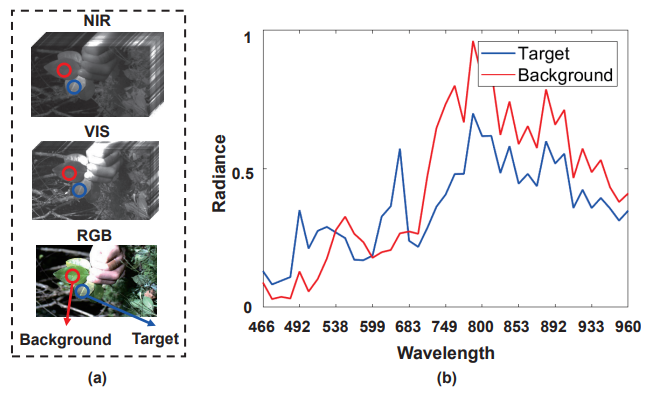 NIR
VIS
RGB
Background
Target
(a)
1
0.5
0
Radiance
Target
Background
466 492 538 599 683 749 800 853 892 933 960
Wavelength
(b)